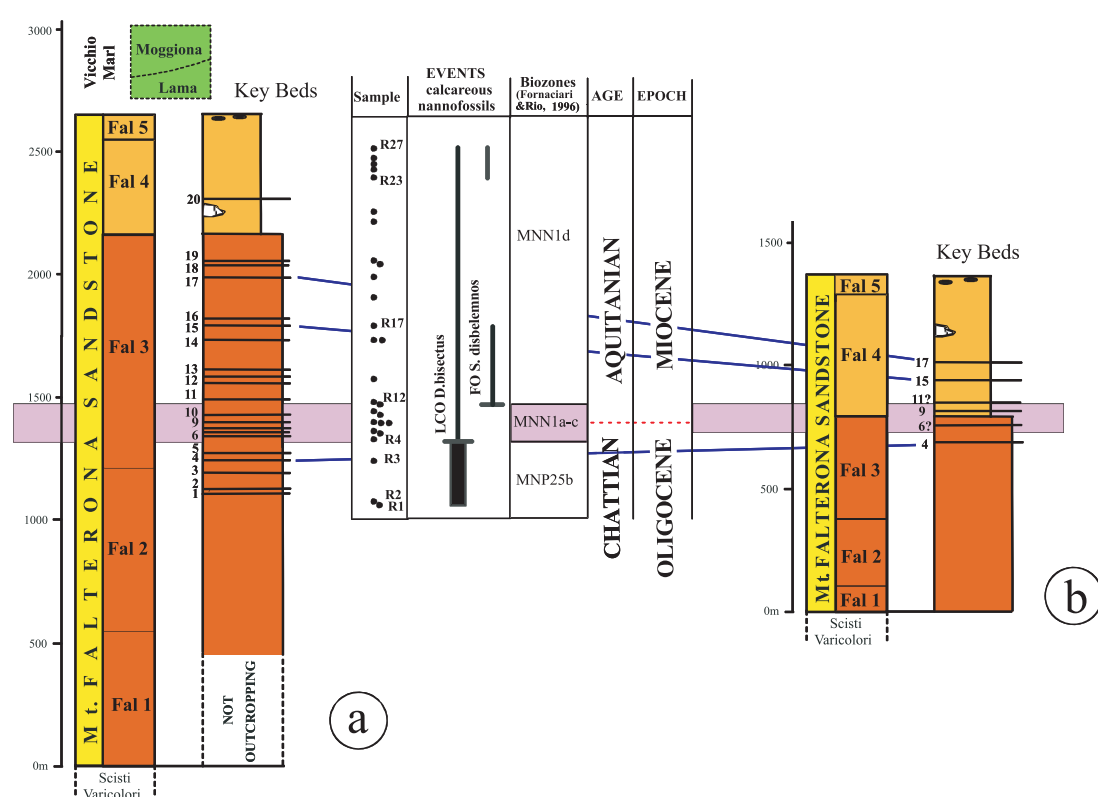 3000
2500
2000
1500
1000
500
0m
Vicchio
Marl
Moggiona
Lama
Mt. FALTERONA SANDSTONE
Fal 5
Fal 4
Fal 3
Fal 2
Fal 1
Scisti
Varicolori
Key Beds
20
19
18
17
16
15
14
13
12
11
10
9
6
5
4
3
2
1
NOT
OUTCROPPING
a
Sample
R27
R23
R17
R12
R4
R3
R2
R1
EVENTS
calcareous
nannofossils
LCO D.bisectus
FO S. disbelemnos
Biozones
(Fornaciari
&Rio, 1996)
MNN1d
MNN1a-c
MNP25b
AGE
AQUITANIAN
CHATTIAN
EPOCH
MIOCENE
OLIGOCENE
1500
1000
500
0m
Mt. FALTERONA SANDSTONE
Fal 5
Fal 4
Fal 3
Fal 2
Fal 1
Scisti
Varicolori
Key Beds
17
15
11?
9
6?
4
b